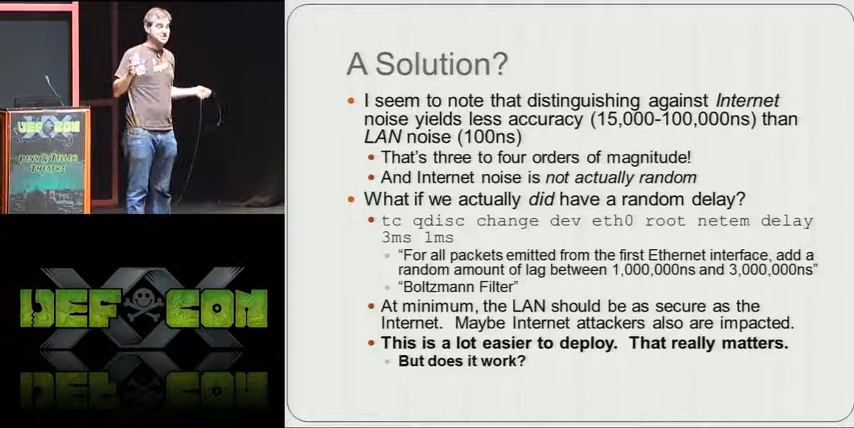 DEF CON
PENN & TELLER
THEATRE
DEF CON
A Solution?
• I seem to note that distinguishing against Internet
noise yields less accuracy (15,000-100,000ns) than
LAN noise (100ns)
• That's three to four orders of magnitude!
• And Internet noise is not actually random
• What if we actually did have a random delay?
• tc qdisc change dev eth0 root netem delay
3ms 1ms
• “For all packets emitted from the first Ethernet interface, add a
random amount of lag between 1,000,000ns and 3,000,000ns”
• “Boltzmann Filter”
• At minimum, the LAN should be as secure as the
Internet. Maybe Internet attackers also are impacted.
• This is a lot easier to deploy. That really matters.
• But does it work?